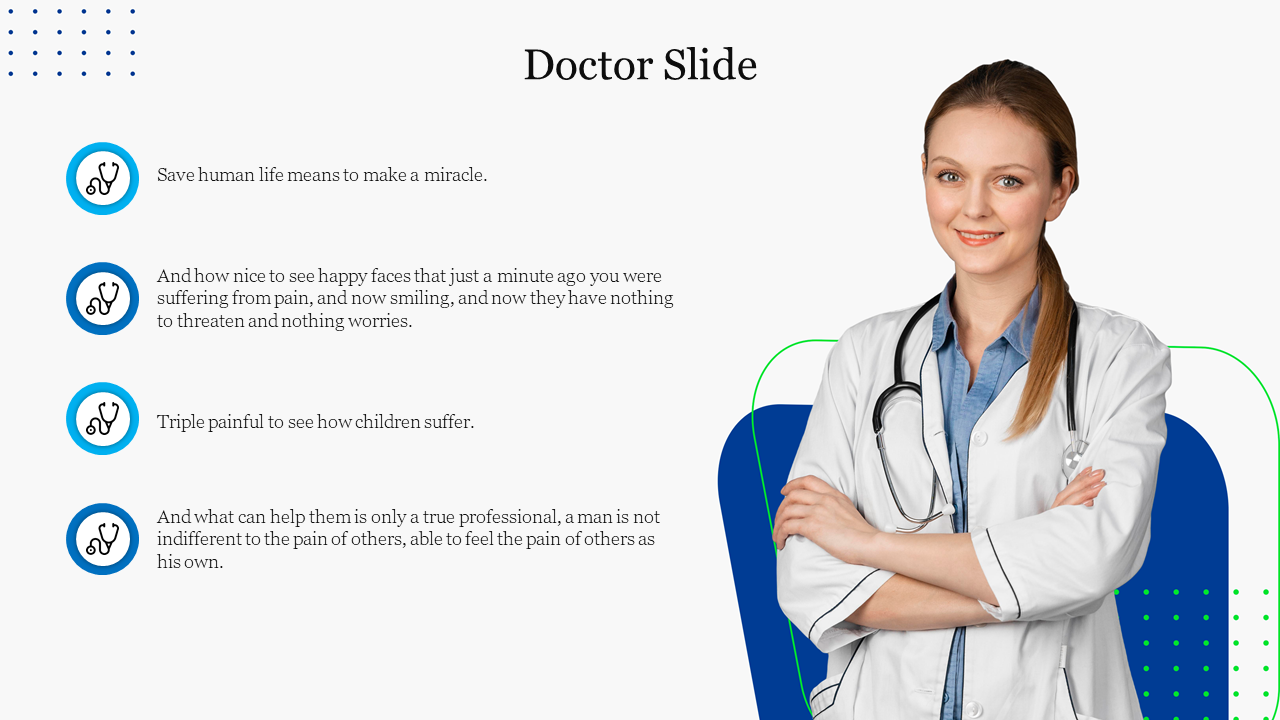 Doctor Slide
Save human life means to make a miracle.
And how nice to see happy faces that just a minute ago you were
suffering from pain, and now smiling, and now they have nothing
to threaten and nothing worries.
Triple painful to see how children suffer.
And what can help them is only a true professional, a man is not
indifferent to the pain of others, able to feel the pain of others as
his own.